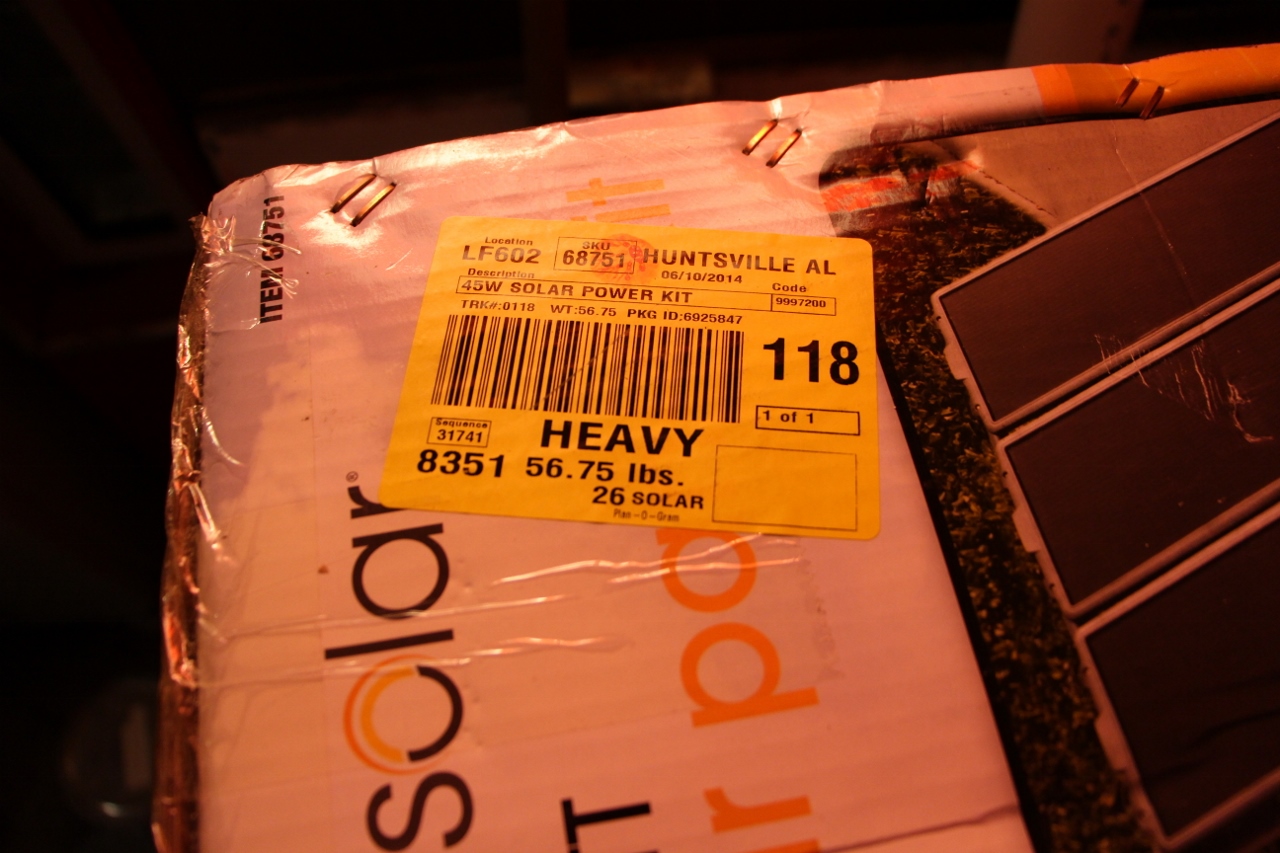 ITEM 68751
Location SKU
LF602 68751 HUNTSVILLE AL
06/10/2014
Description Code
45W SOLAR POWER KIT 9997200
TRK#:0118 WT:56.75 PKG ID:6925847
118
1 of 1
Sequence
31741
HEAVY
8351 56.75 lbs.
26 SOLAR
Plan-O-Gram
solar®